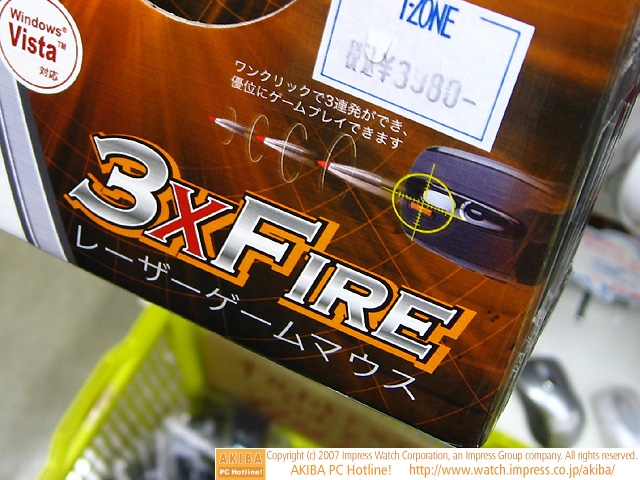 Windows®
Vista™
対応
T-ZONE
¥3980-
ワンクリックで3連発ができ、
優位にゲームプレイできます
3xFIRE
レーザーゲームマウス
AKIBA
PC Hotline!
Copyright (c) 2007 Impress Watch Corporation, an Impress Group company. All rights reserved.
AKIBA PC Hotline! http://www.watch.impress.co.jp/akiba/